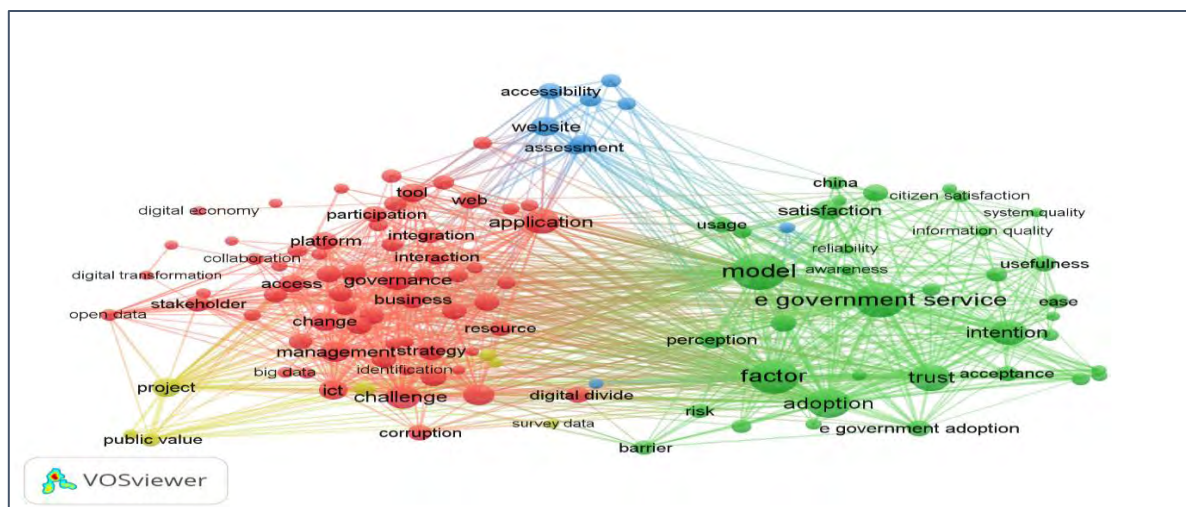 accessibility
website
assessment
china
citizen satisfaction
digital economy
tool
web
participation
application
usage
satisfaction
system quality
information quality
platform
integration
collaboration
interaction
reliability
digital transformation
access
governance
model
awareness
usefulness
open data
stakeholder
business
e government service
ease
change
resource
perception
intention
management
strategy
big data
identification
project
ict
challenge
digital divide
factor
trust
acceptance
adoption
risk
public value
corruption
survey data
barrier
e government adoption
VOSviewer